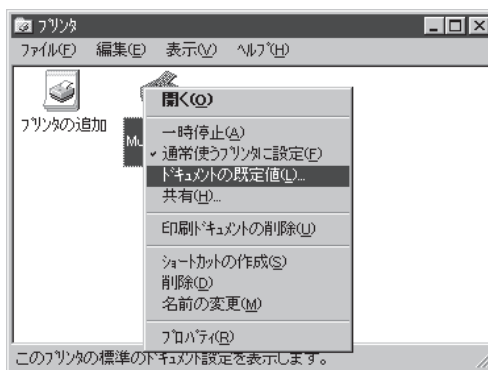 プリンタ
ファイル(F) 編集(E) 表示(V) ヘルプ(H)
プリンタの追加
Mu
開く(O)
一時停止(A)
通常使うプリンタに設定(F)
ドキュメントの既定値(L)...
共有(H)...
印刷ドキュメントの削除(U)
ショートカットの作成(S)
削除(D)
名前の変更(M)
プロパティ(R)
このプリンタの標準のドキュメント設定を表示します。